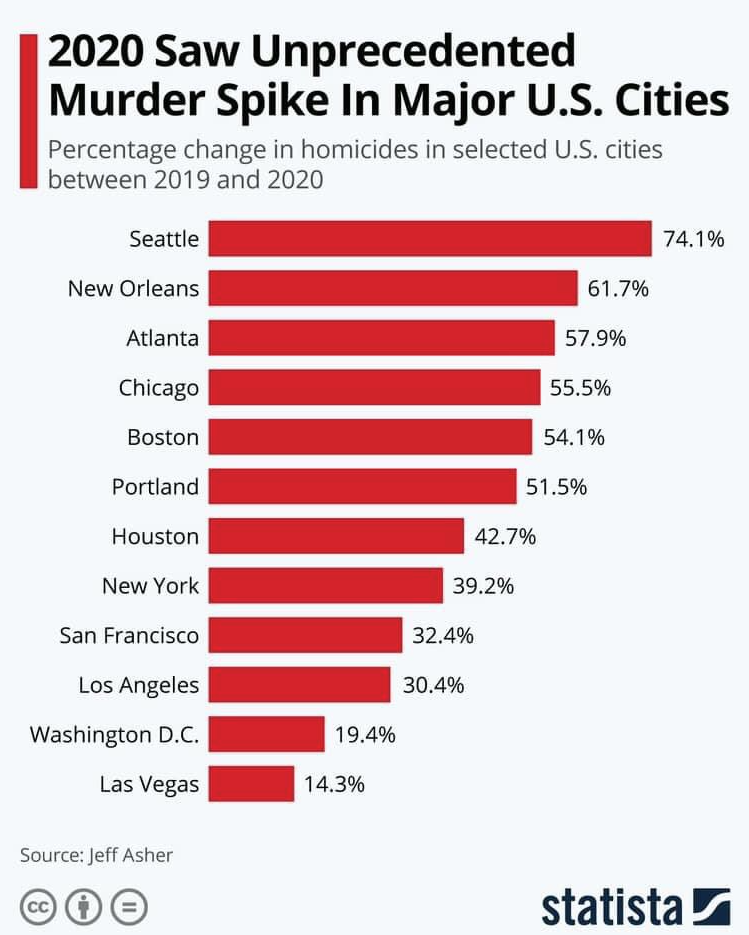 2020 Saw Unprecedented
Murder Spike In Major U.S. Cities
Percentage change in homicides in selected U.S. cities
between 2019 and 2020
Seattle 74.1%
New Orleans 61.7%
Atlanta 57.9%
Chicago 55.5%
Boston 54.1%
Portland 51.5%
Houston 42.7%
New York 39.2%
San Francisco 32.4%
Los Angeles 30.4%
Washington D.C. 19.4%
Las Vegas 14.3%
Source: Jeff Asher
cc = statista